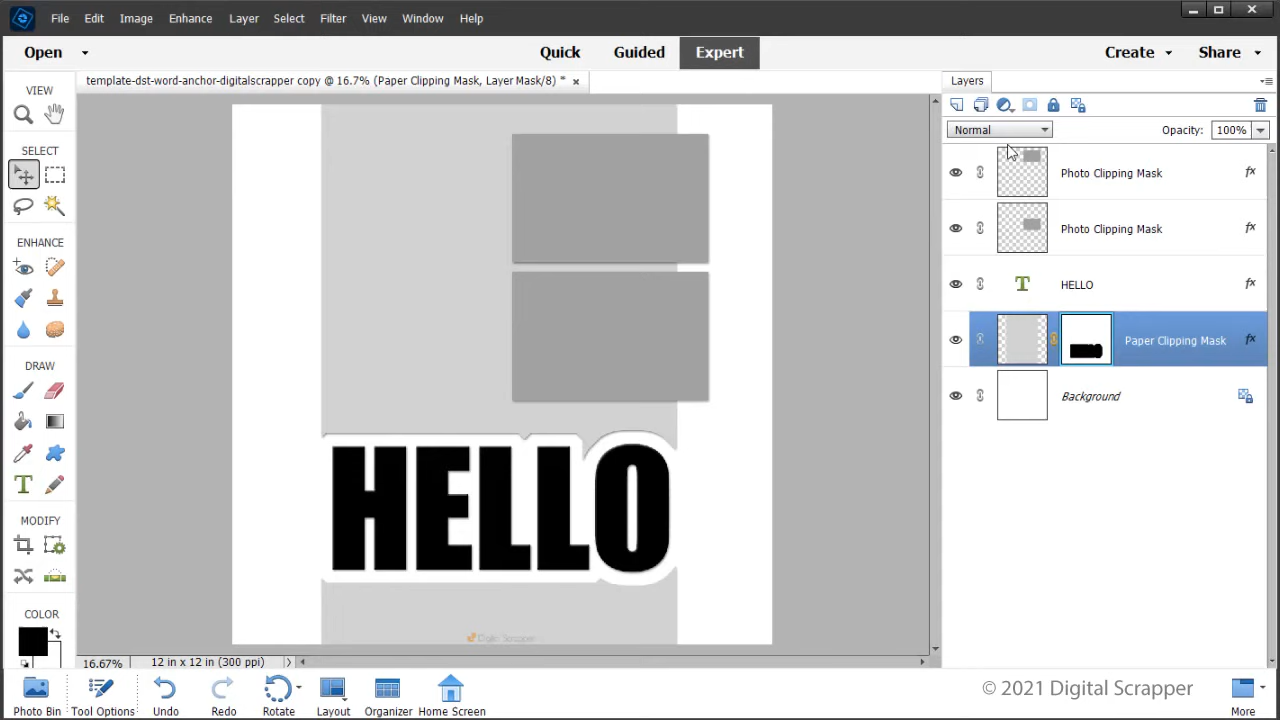 File Edit Image Enhance Layer Select Filter View Window Help
Open Quick Guided Expert Create Share
template-dst-word-anchor-digitalscrapper copy @ 16.7% (Paper Clipping Mask, Layer Mask/8) *
Layers
VIEW
Normal Opacity: 100%
SELECT
Photo Clipping Mask fx
Photo Clipping Mask fx
ENHANCE
T HELLO fx
Paper Clipping Mask fx
DRAW
Background
HELLO
T
MODIFY
COLOR
Digital Scrapper
16.67% 12 in x 12 in (300 ppi)
© 2021 Digital Scrapper
Photo Bin Tool Options Undo Redo Rotate Layout Organizer Home Screen More